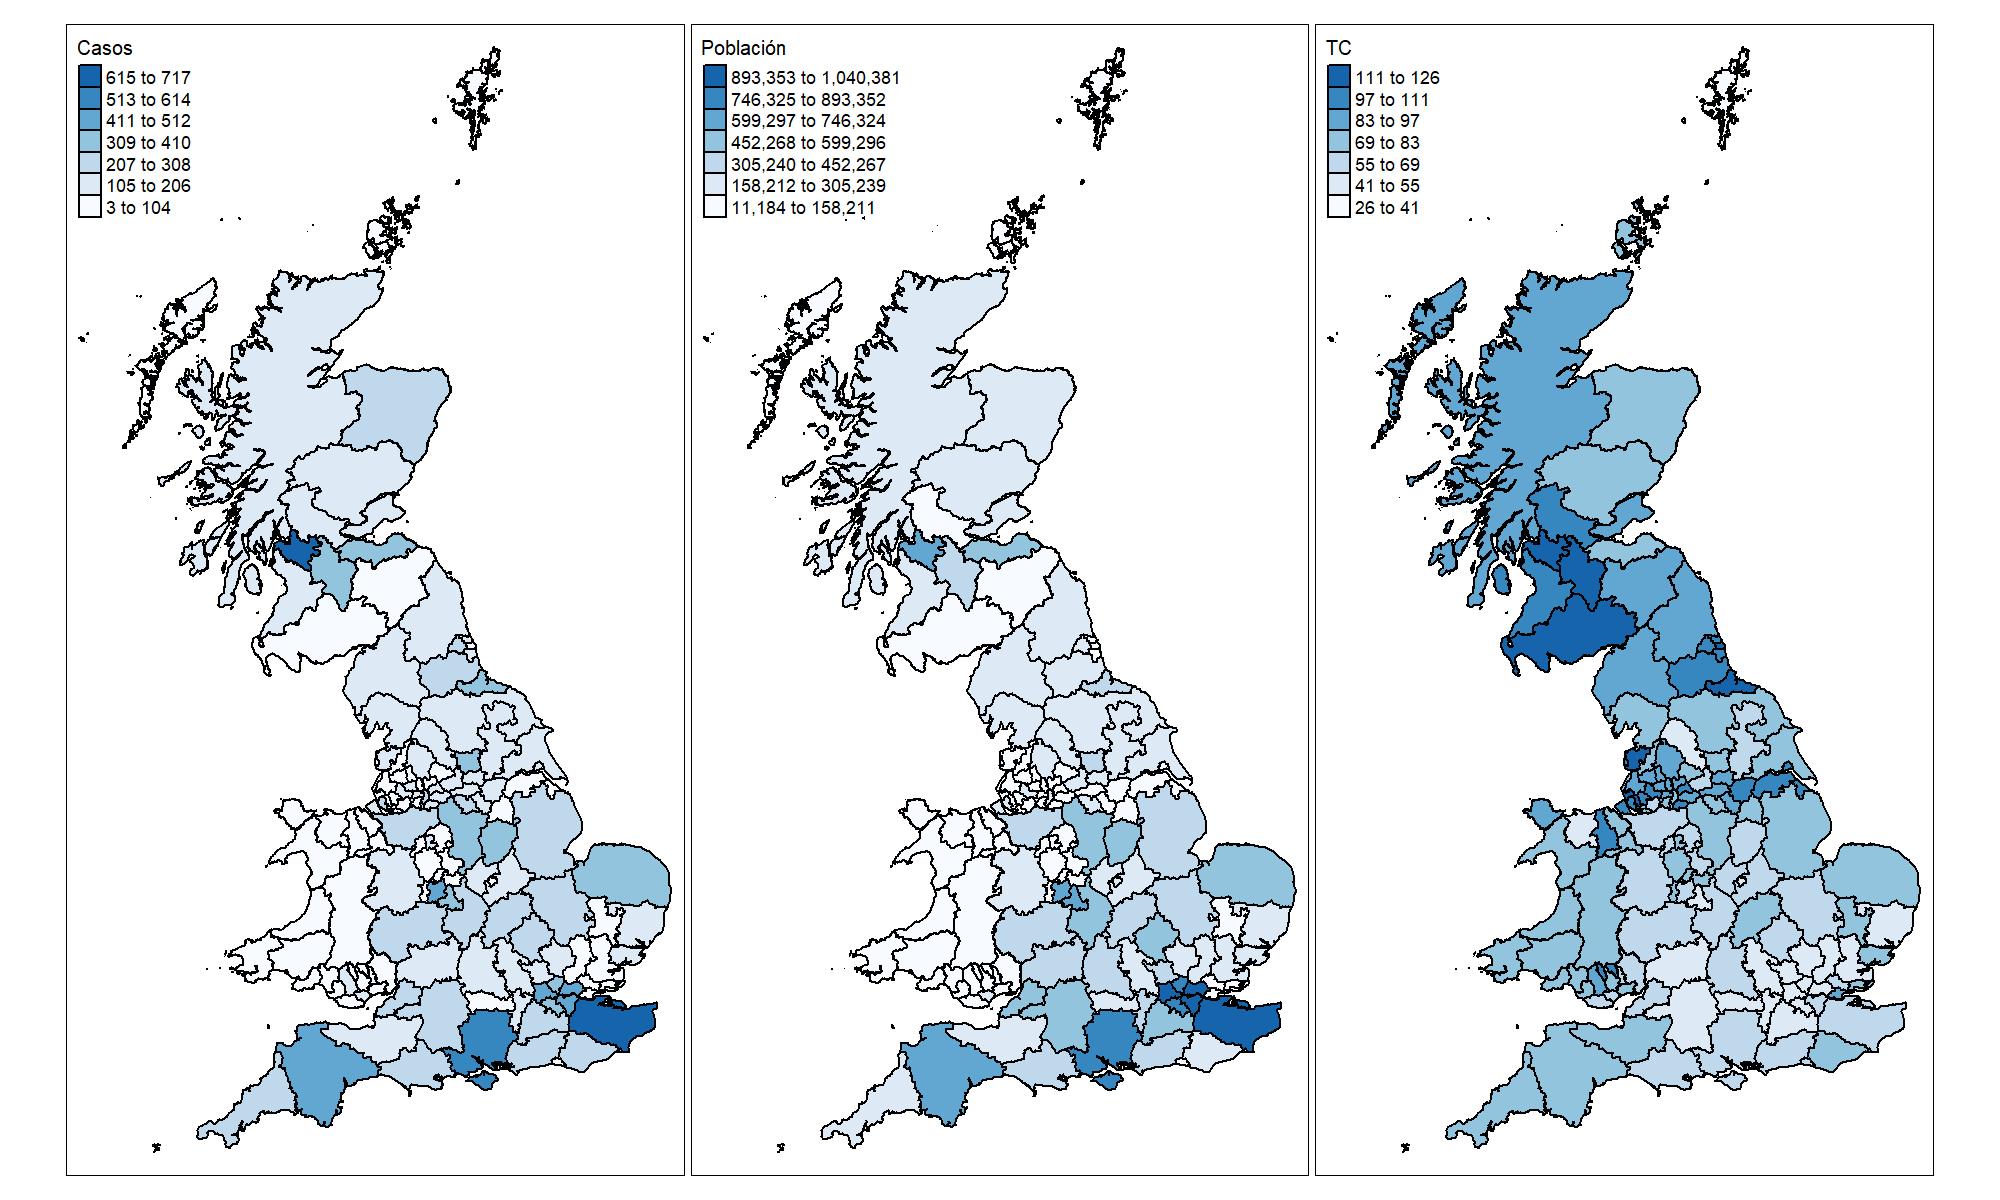 Casos
615 to 717
513 to 614
411 to 512
309 to 410
207 to 308
105 to 206
3 to 104
Población
893,353 to 1,040,381
746,325 to 893,352
599,297 to 746,324
452,268 to 599,296
305,240 to 452,267
158,212 to 305,239
11,184 to 158,211
TC
111 to 126
97 to 111
83 to 97
69 to 83
55 to 69
41 to 55
26 to 41